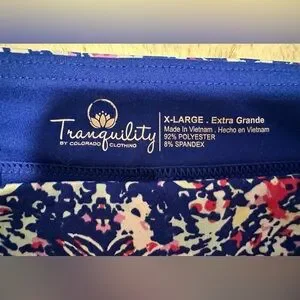 Tranquility
BY COLORADO CLOTHING
X-LARGE . Extra Grande
Made In Vietnam . Hecho en Vietnam
92% POLYESTER
8% SPANDEX